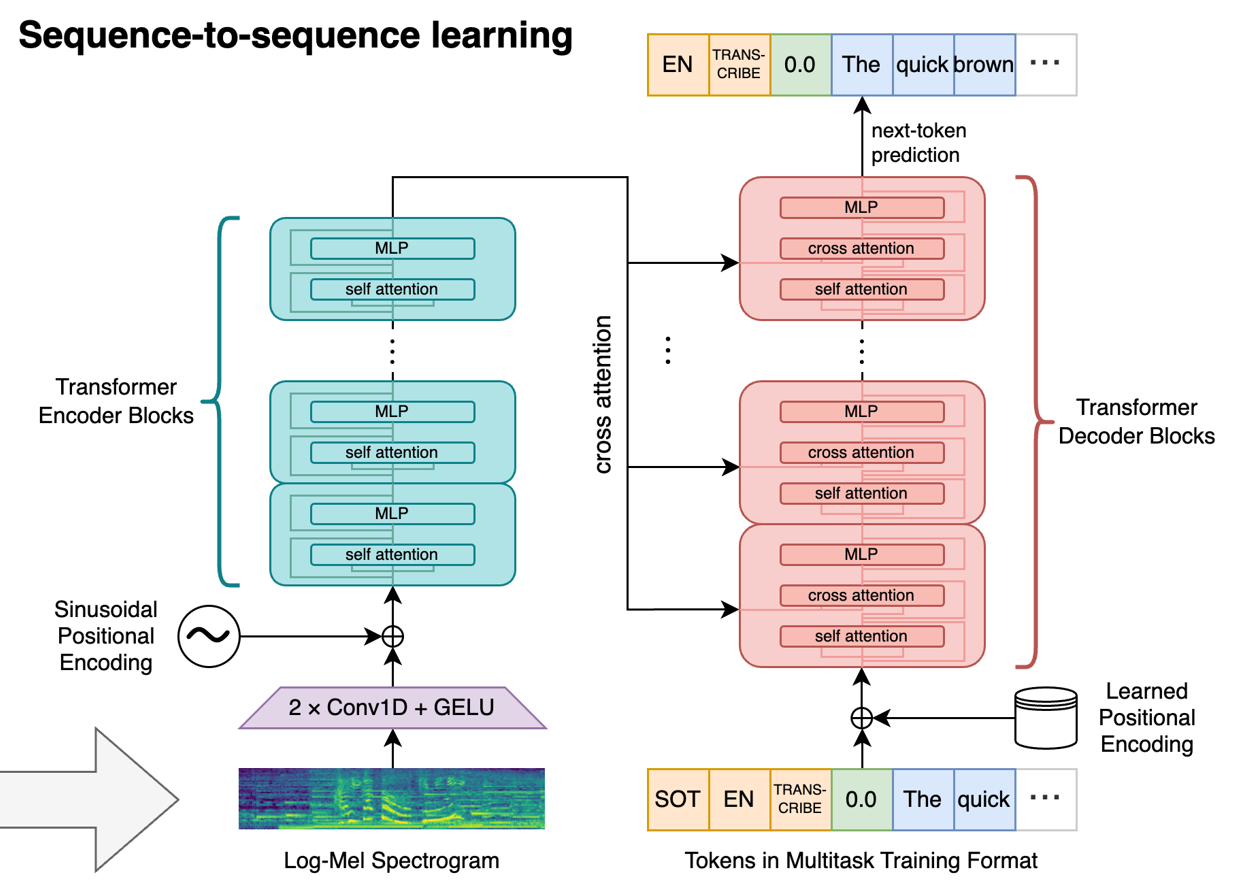 Sequence-to-sequence learning
EN TRANS-CRIBE 0.0 The quick brown ...
next-token
prediction
MLP
cross attention
self attention
MLP
self attention
Transformer
Encoder Blocks
cross attention
Transformer
Decoder Blocks
MLP
self attention
MLP
self attention
MLP
cross attention
self attention
MLP
cross attention
self attention
Sinusoidal
Positional
Encoding
2 × Conv1D + GELU
Learned
Positional
Encoding
SOT EN TRANS-CRIBE 0.0 The quick ...
Log-Mel Spectrogram
Tokens in Multitask Training Format